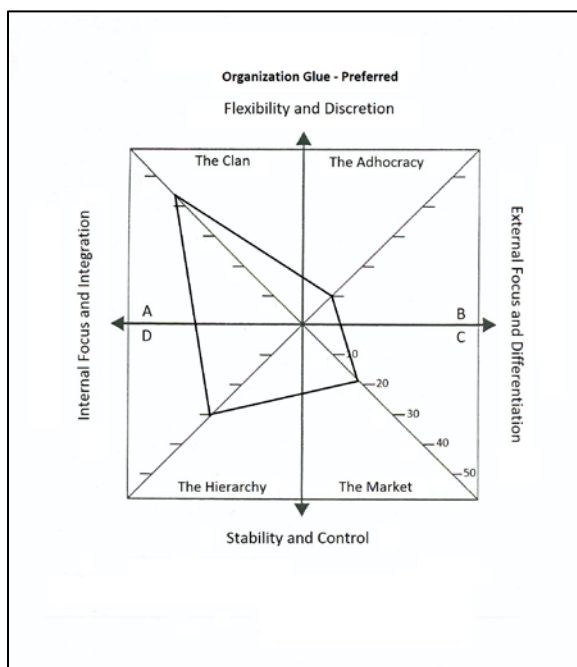 Organization Glue - Preferred
Flexibility and Discretion
The Clan
The Adhocracy
Internal Focus and Integration
External Focus and Differentiation
A
B
D
C
10
20
30
40
50
The Hierarchy
The Market
Stability and Control